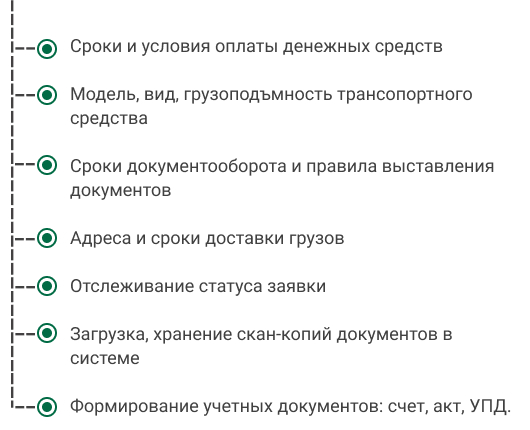 Сроки и условия оплаты денежных средств
Модель, вид, грузоподъмность трансопортного
средства
Сроки документооборота и правила выставления
документов
Адреса и сроки доставки грузов
Отслеживание статуса заявки
Загрузка, хранение скан-копий документов в
системе
Формирование учетных документов: счет, акт, УПД.